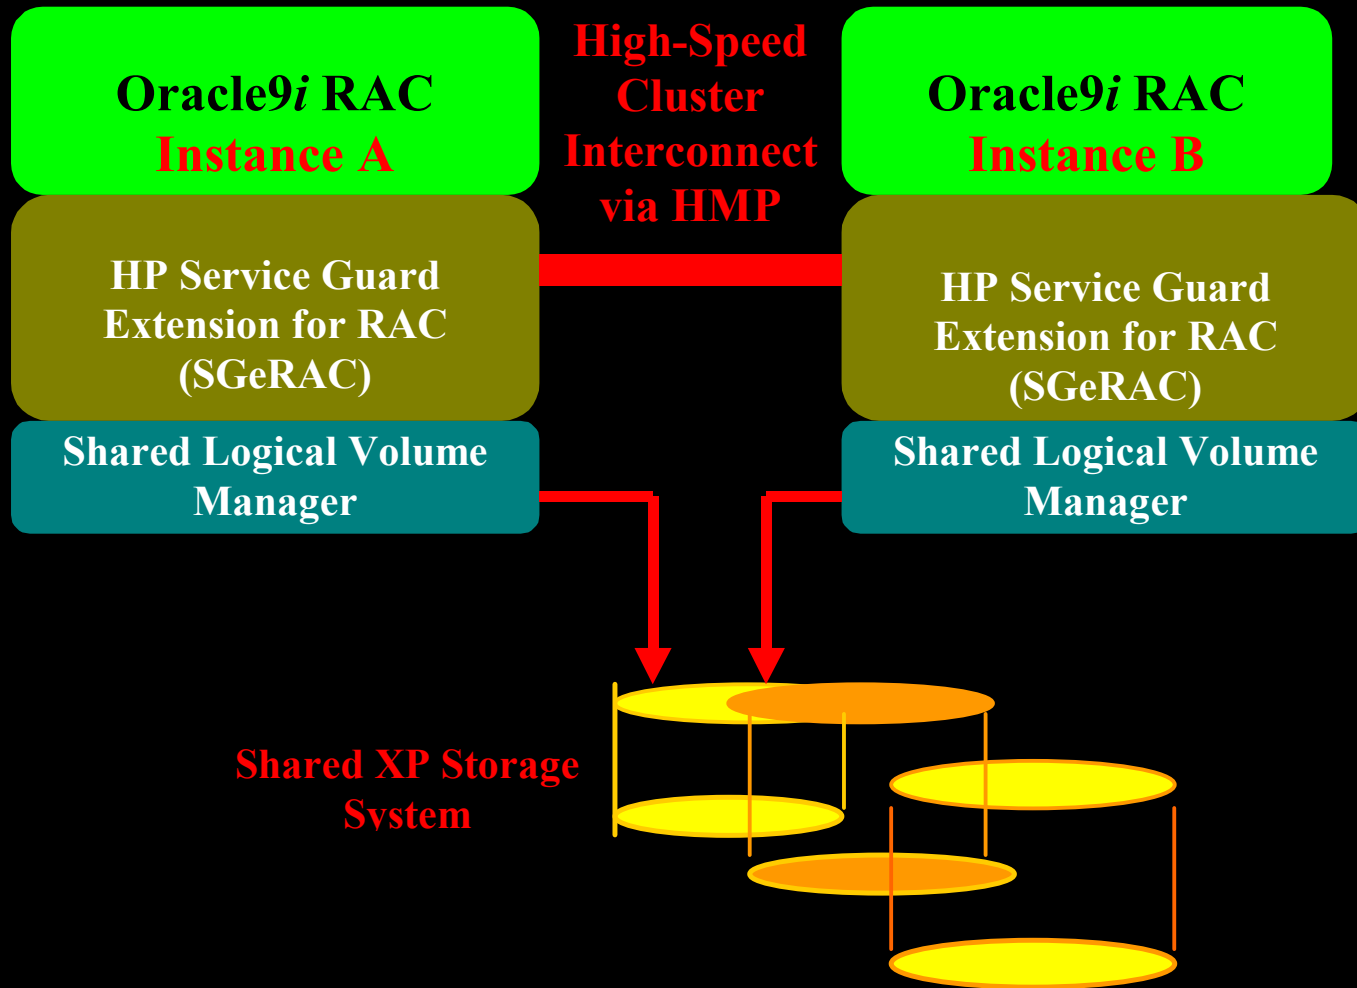 Oracle9i RAC
Instance A
High-Speed
Cluster
Interconnect
via HMP
Oracle9i RAC
Instance B
HP Service Guard
Extension for RAC
(SGeRAC)
HP Service Guard
Extension for RAC
(SGeRAC)
Shared Logical Volume
Manager
Shared Logical Volume
Manager
Shared XP Storage
System